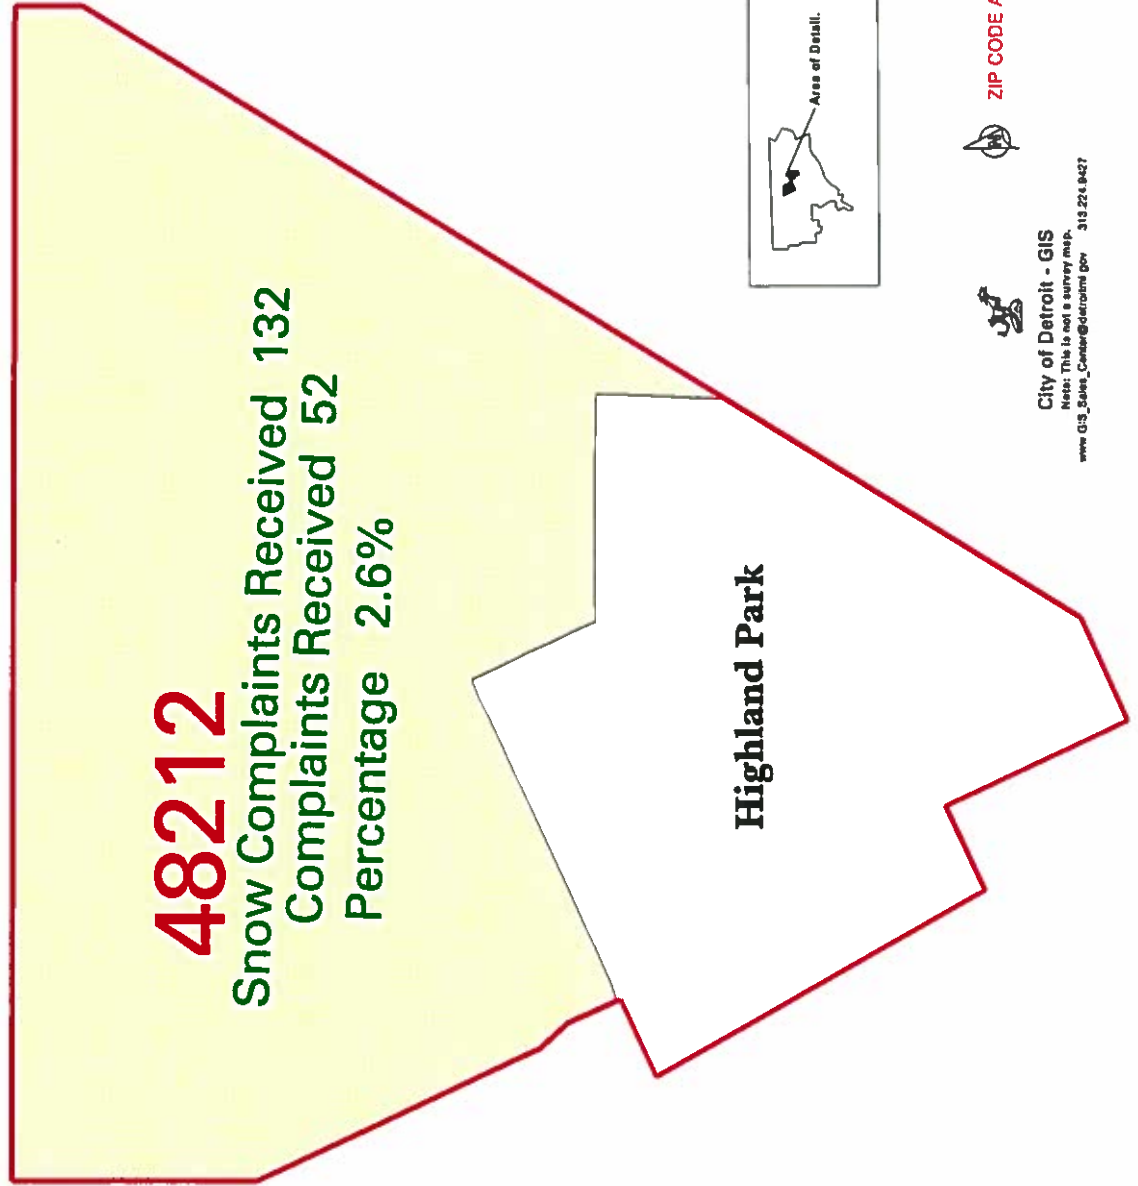 48212
Snow Complaints Received 132
Complaints Received 52
Percentage 2.6%
Highland Park
Area of Detail.
ZIP CODE A
City of Detroit - GIS
Note: This is not a survey map.
www GIS_Sales_Center@detroitmi gov 313.224.9427